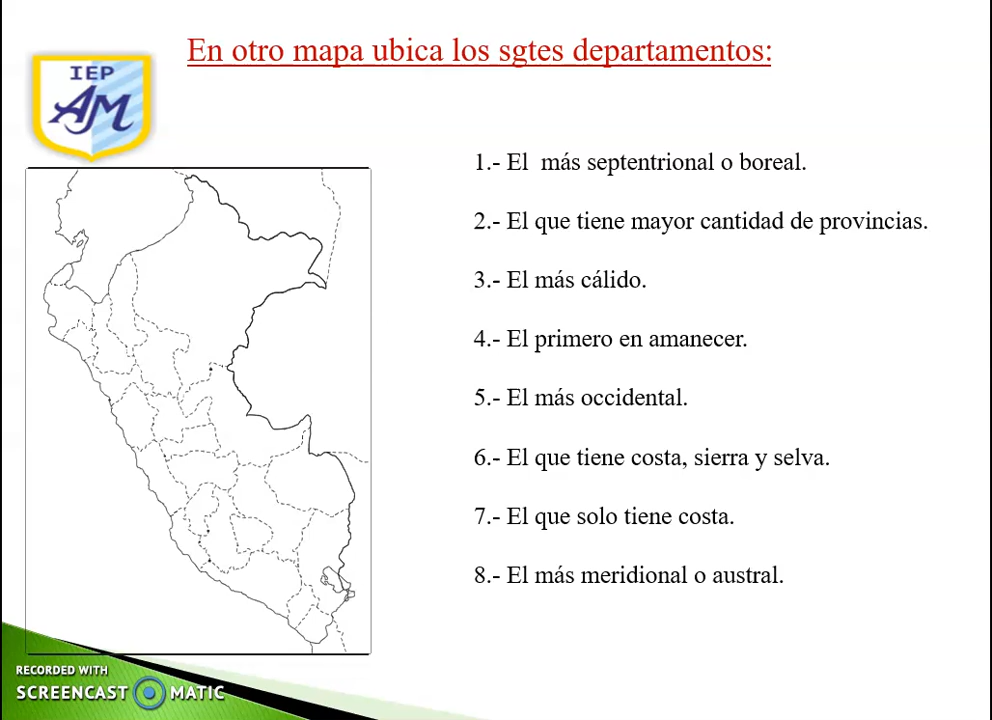 En otro mapa ubica los sgtes departamentos:
IEP
AM
1.- El más septentrional o boreal.
2.- El que tiene mayor cantidad de provincias.
3.- El más cálido.
4.- El primero en amanecer.
5.- El más occidental.
6.- El que tiene costa, sierra y selva.
7.- El que solo tiene costa.
8.- El más meridional o austral.
RECORDED WITH
SCREENCAST MATIC